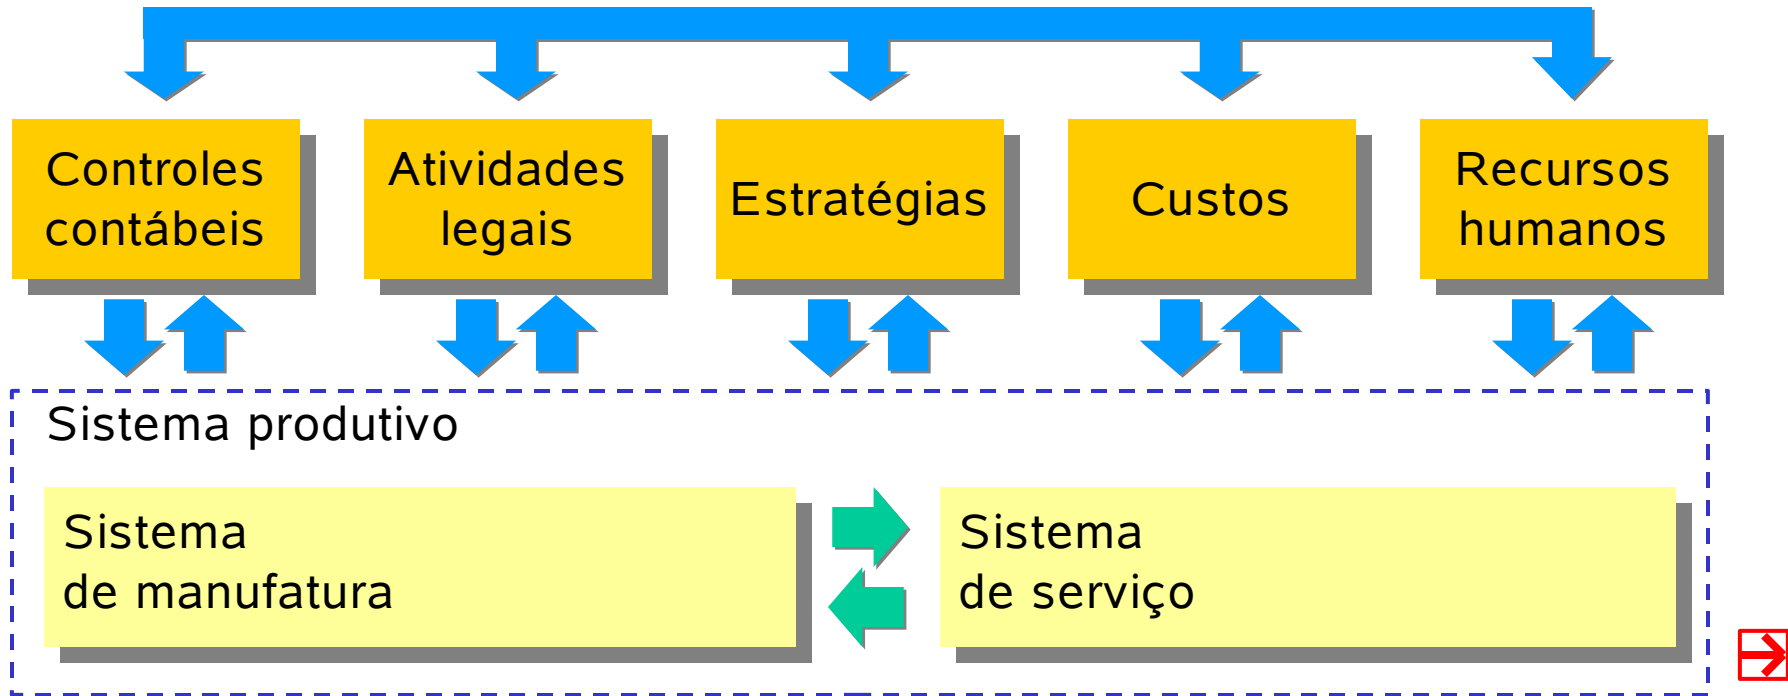 Controles
contábeis
Atividades
legais
Estratégias
Custos
Recursos
humanos
Sistema produtivo
Sistema
de manufatura
Sistema
de serviço